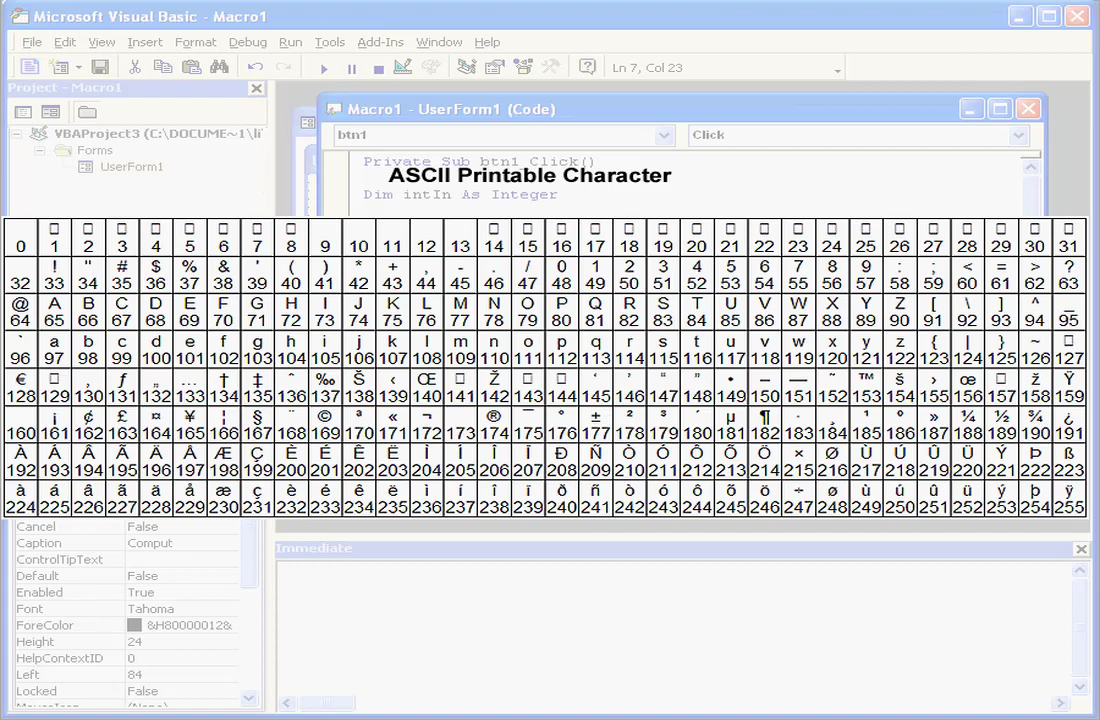 Microsoft Visual Basic - Macro1
File Edit View Insert Format Debug Run Tools Add-Ins Window Help
Ln 7, Col 23
Project - Macro1
Macro1 - UserForm1 (Code)
btn1 Click
VBAProject3 (C:\DOCUME~1\li
Forms
UserForm1
Private Sub btn1_Click()
ASCII Printable Character
Dim intIn As Integer
□ □ □ □ □ □ □ □ □ □ □ □ □ □ □ □ □ □ □ □ □ □ □ □ □ □
0 1 2 3 4 5 6 7 8 9 10 11 12 13 14 15 16 17 18 19 20 21 22 23 24 25 26 27 28 29 30 31
! " # $ % & ' ( ) * + , - . / 0 1 2 3 4 5 6 7 8 9 : ; < = > ?
32 33 34 35 36 37 38 39 40 41 42 43 44 45 46 47 48 49 50 51 52 53 54 55 56 57 58 59 60 61 62 63
@ A B C D E F G H I J K L M N O P Q R S T U V W X Y Z [ \ ] ^ _
64 65 66 67 68 69 70 71 72 73 74 75 76 77 78 79 80 81 82 83 84 85 86 87 88 89 90 91 92 93 94 95
` a b c d e f g h i j k l m n o p q r s t u v w x y z { | } ~ □
96 97 98 99 100 101 102 103 104 105 106 107 108 109 110 111 112 113 114 115 116 117 118 119 120 121 122 123 124 125 126 127
€ □ ‚ ƒ „ … † ‡ ˆ ‰ Š ‹ Œ □ Ž □ □ ‘ ’ “ ” • – — ˜ ™ š › œ □ ž Ÿ
128 129 130 131 132 133 134 135 136 137 138 139 140 141 142 143 144 145 146 147 148 149 150 151 152 153 154 155 156 157 158 159
¡ ¢ £ ¤ ¥ ¦ § ¨ © ª « ¬ ® ¯ ° ± ² ³ ´ µ ¶ · ¸ ¹ º » ¼ ½ ¾ ¿
160 161 162 163 164 165 166 167 168 169 170 171 172 173 174 175 176 177 178 179 180 181 182 183 184 185 186 187 188 189 190 191
À Á Â Ã Ä Å Æ Ç È É Ê Ë Ì Í Î Ï Ð Ñ Ò Ó Ô Õ Ö × Ø Ù Ú Û Ü Ý Þ ß
192 193 194 195 196 197 198 199 200 201 202 203 204 205 206 207 208 209 210 211 212 213 214 215 216 217 218 219 220 221 222 223
à á â ã ä å æ ç è é ê ë ì í î ï ð ñ ò ó ô õ ö ÷ ø ù ú û ü ý þ ÿ
224 225 226 227 228 229 230 231 232 233 234 235 236 237 238 239 240 241 242 243 244 245 246 247 248 249 250 251 252 253 254 255
Cancel False
Caption Comput
ControlTipText
Default False
Enabled True
Font Tahoma
ForeColor &H80000012&
Height 24
HelpContextID 0
Left 84
Locked False
Immediate